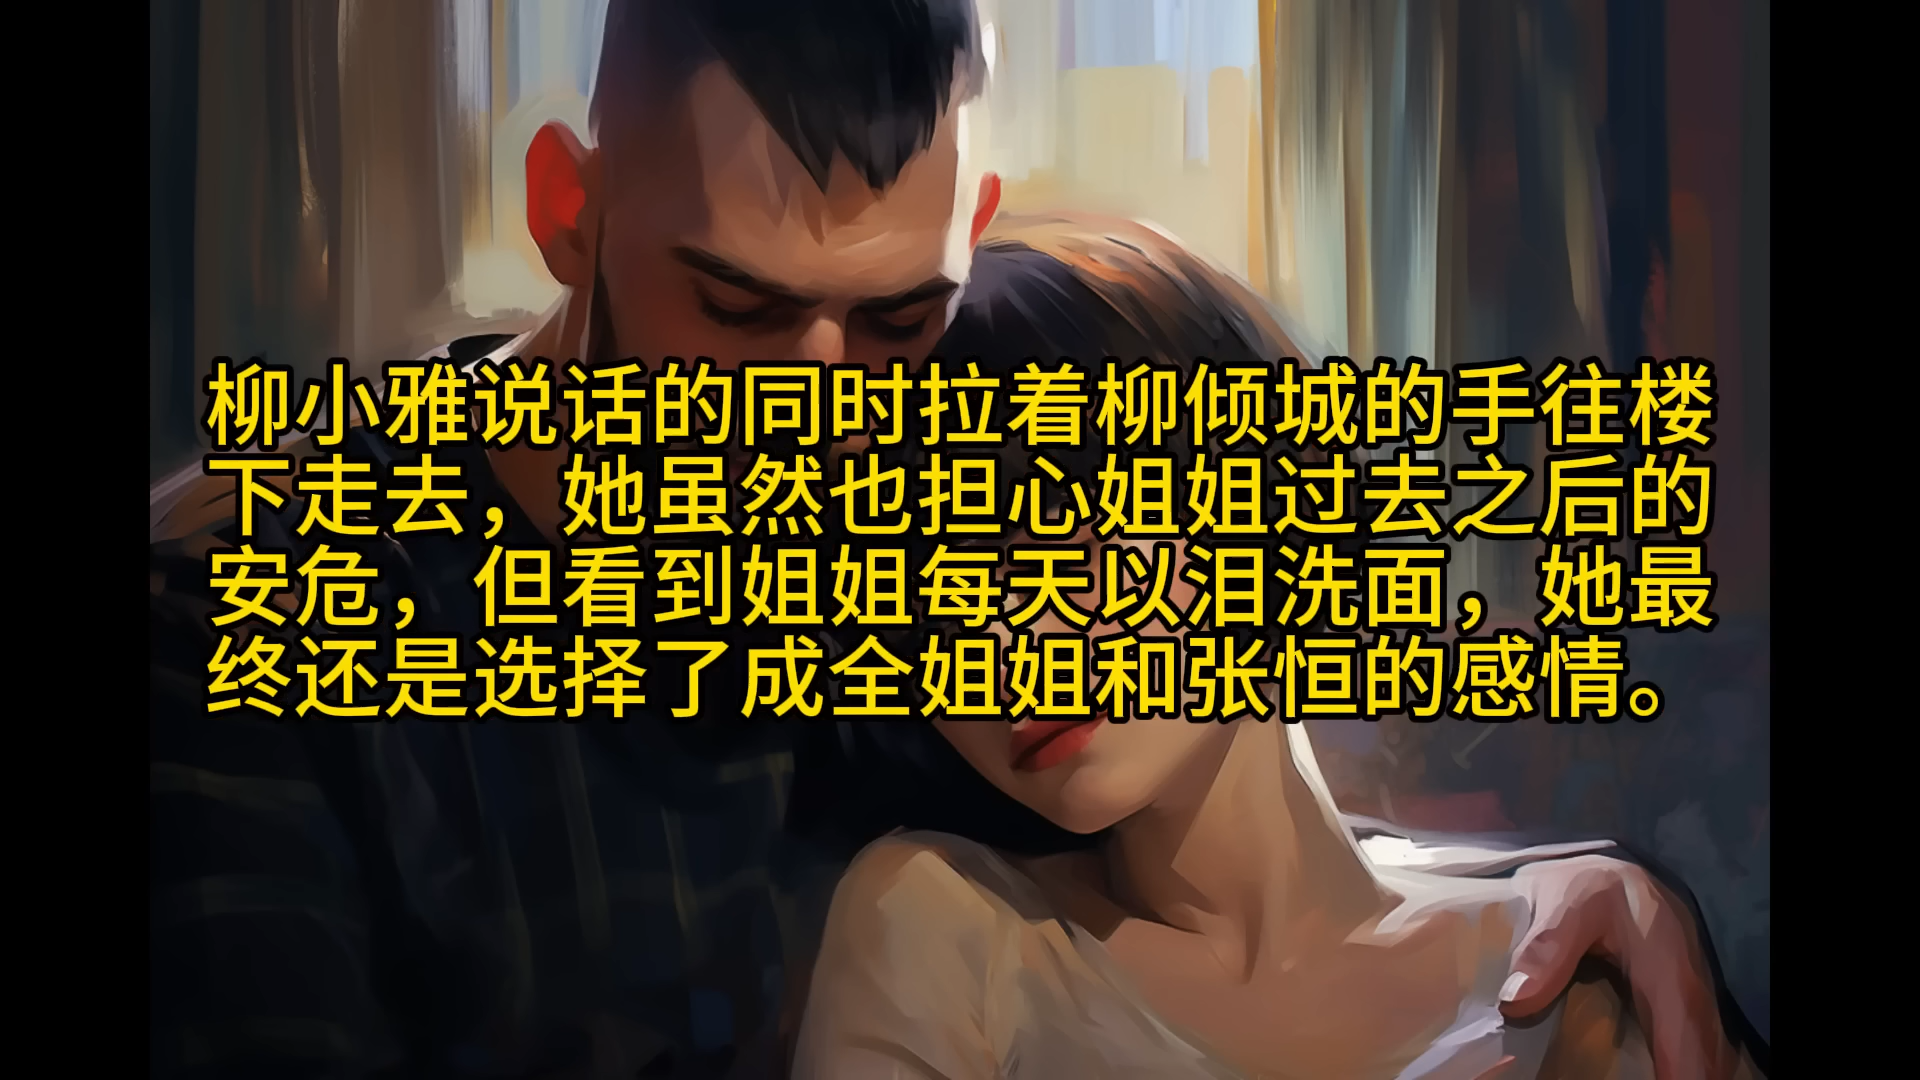 柳小雅说话的同时拉着柳倾城的手往楼
下走去，她虽然也担心姐姐过去之后的
安危，但看到姐姐每天以泪洗面，她最
终还是选择了成全姐姐和张恒的感情。